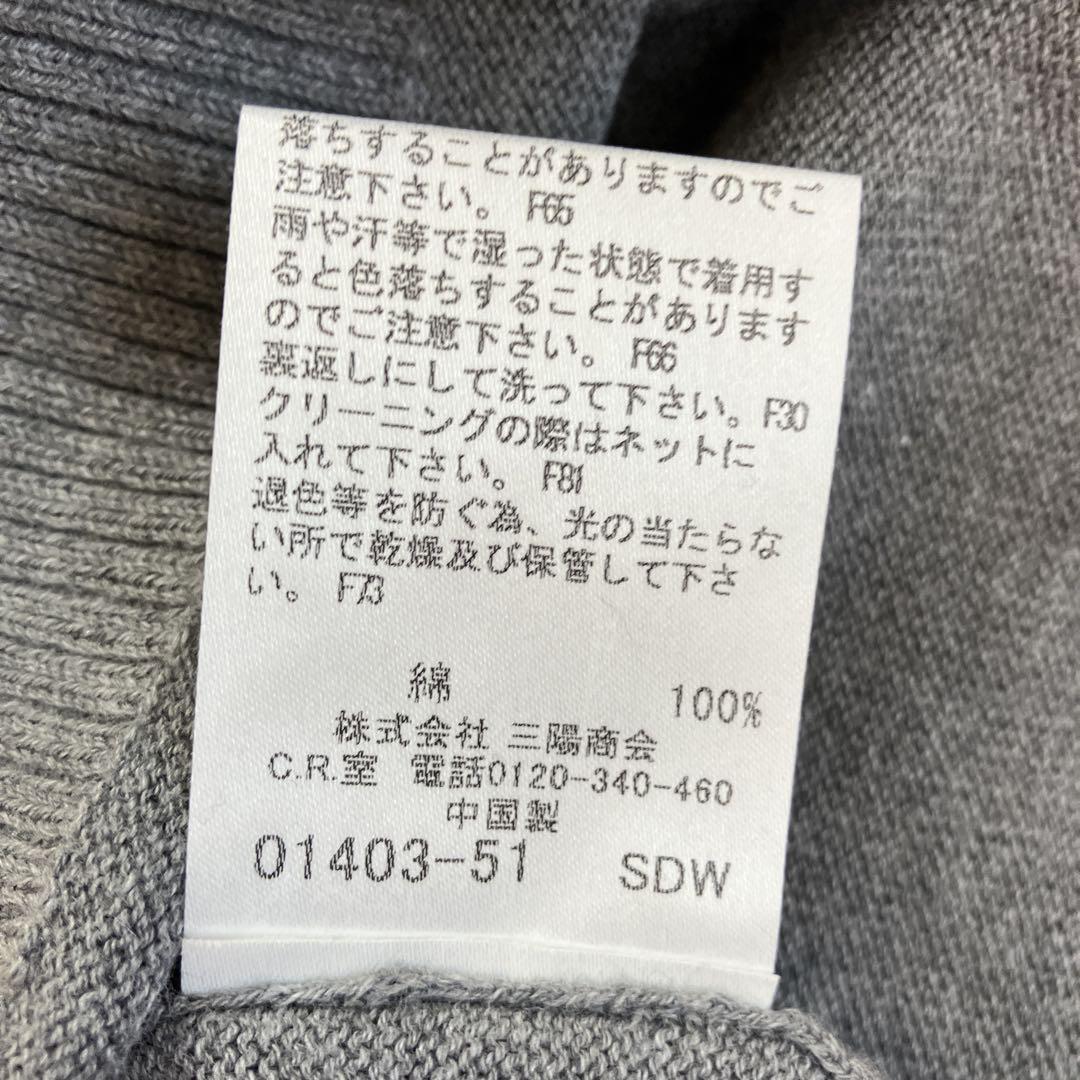 落ちすることがありますのでご
注意下さい。 F65
雨や汗等で湿った状態で着用す
ると色落ちすることがあります
のでご注意下さい。 F66
裏返しにして洗って下さい。F30
クリーニングの際はネットに
入れて下さい。 F81
退色等を防ぐ為、光の当たらな
い所で乾燥及び保管して下さ
い。 F73
綿 100%
株式会社 三陽商会
C.R.室 電話0120-340-460
中国製
01403-51 SDW